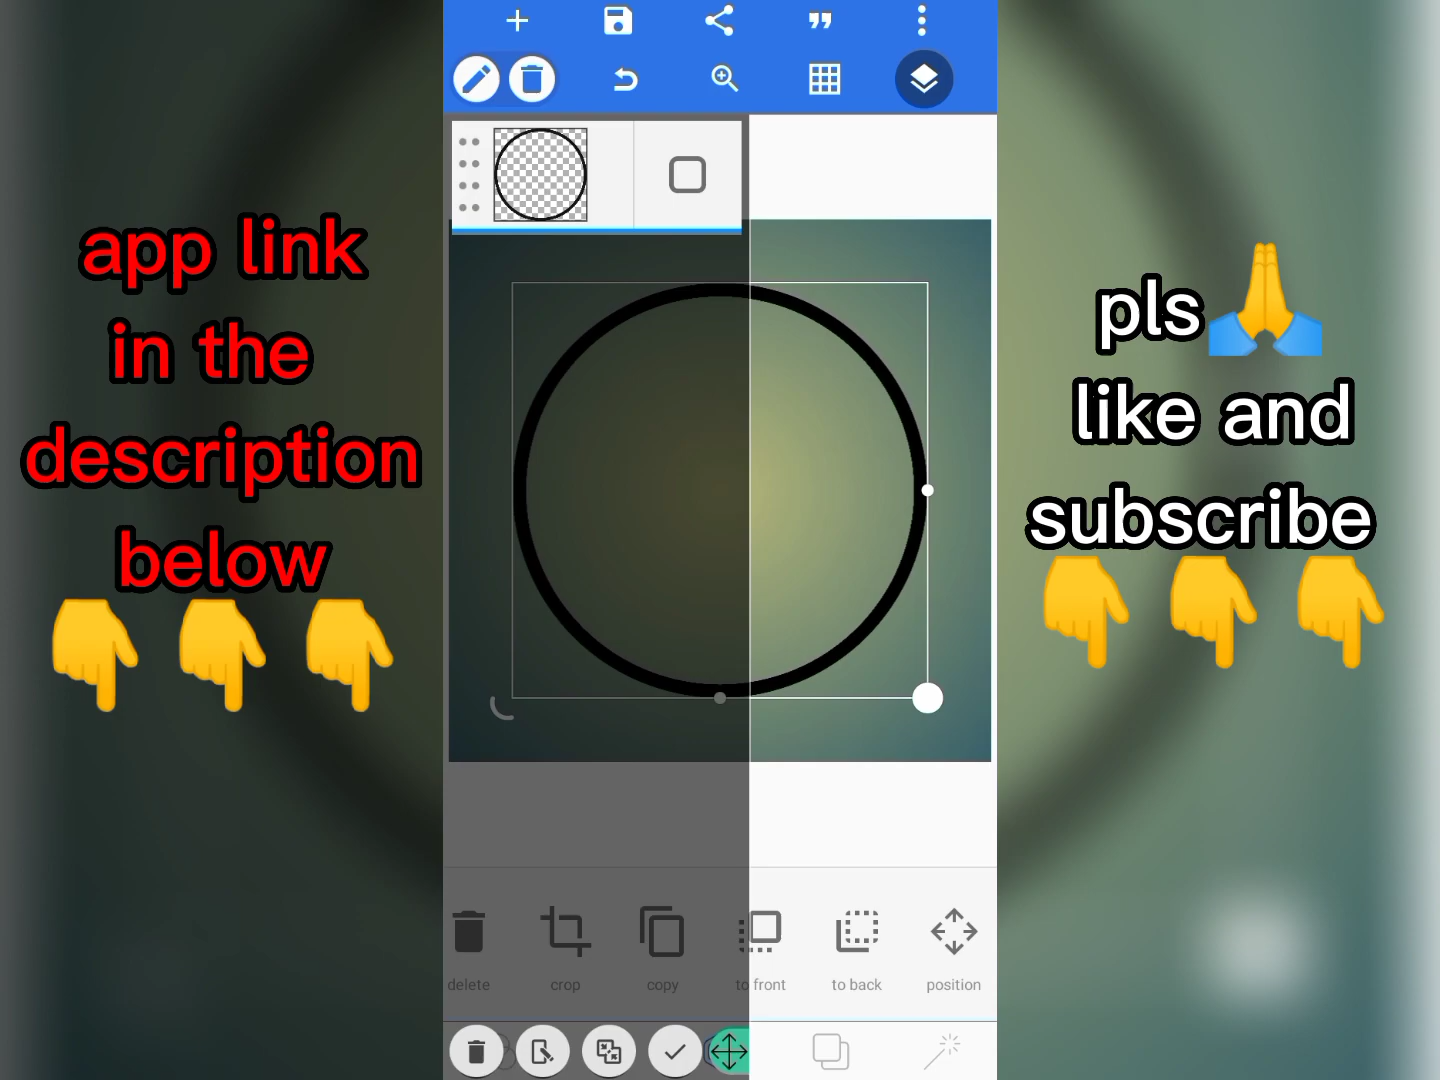 app link
in the
description
below
pls🙏
like and
subscribe
delete
crop
copy
to front
to back
position